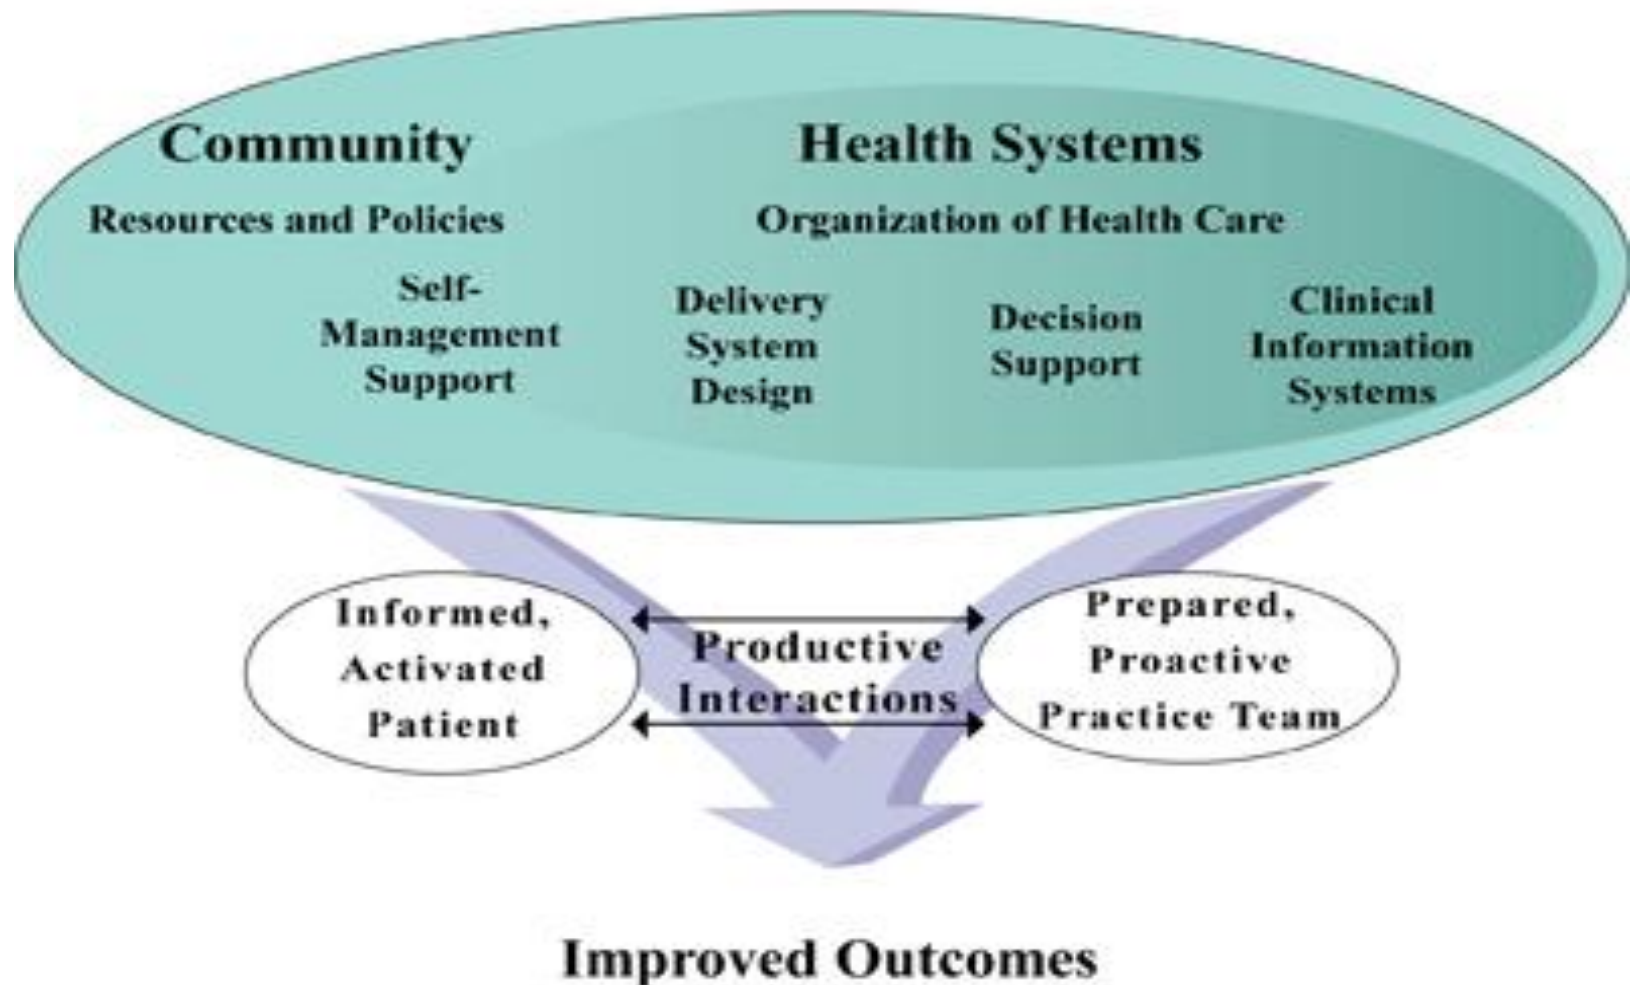 Community
Health Systems
Resources and Policies
Organization of Health Care
Self-
Management
Support
Delivery
System
Design
Decision
Support
Clinical
Information
Systems
Informed,
Activated
Patient
Productive
Interactions
Prepared,
Proactive
Practice Team
Improved Outcomes